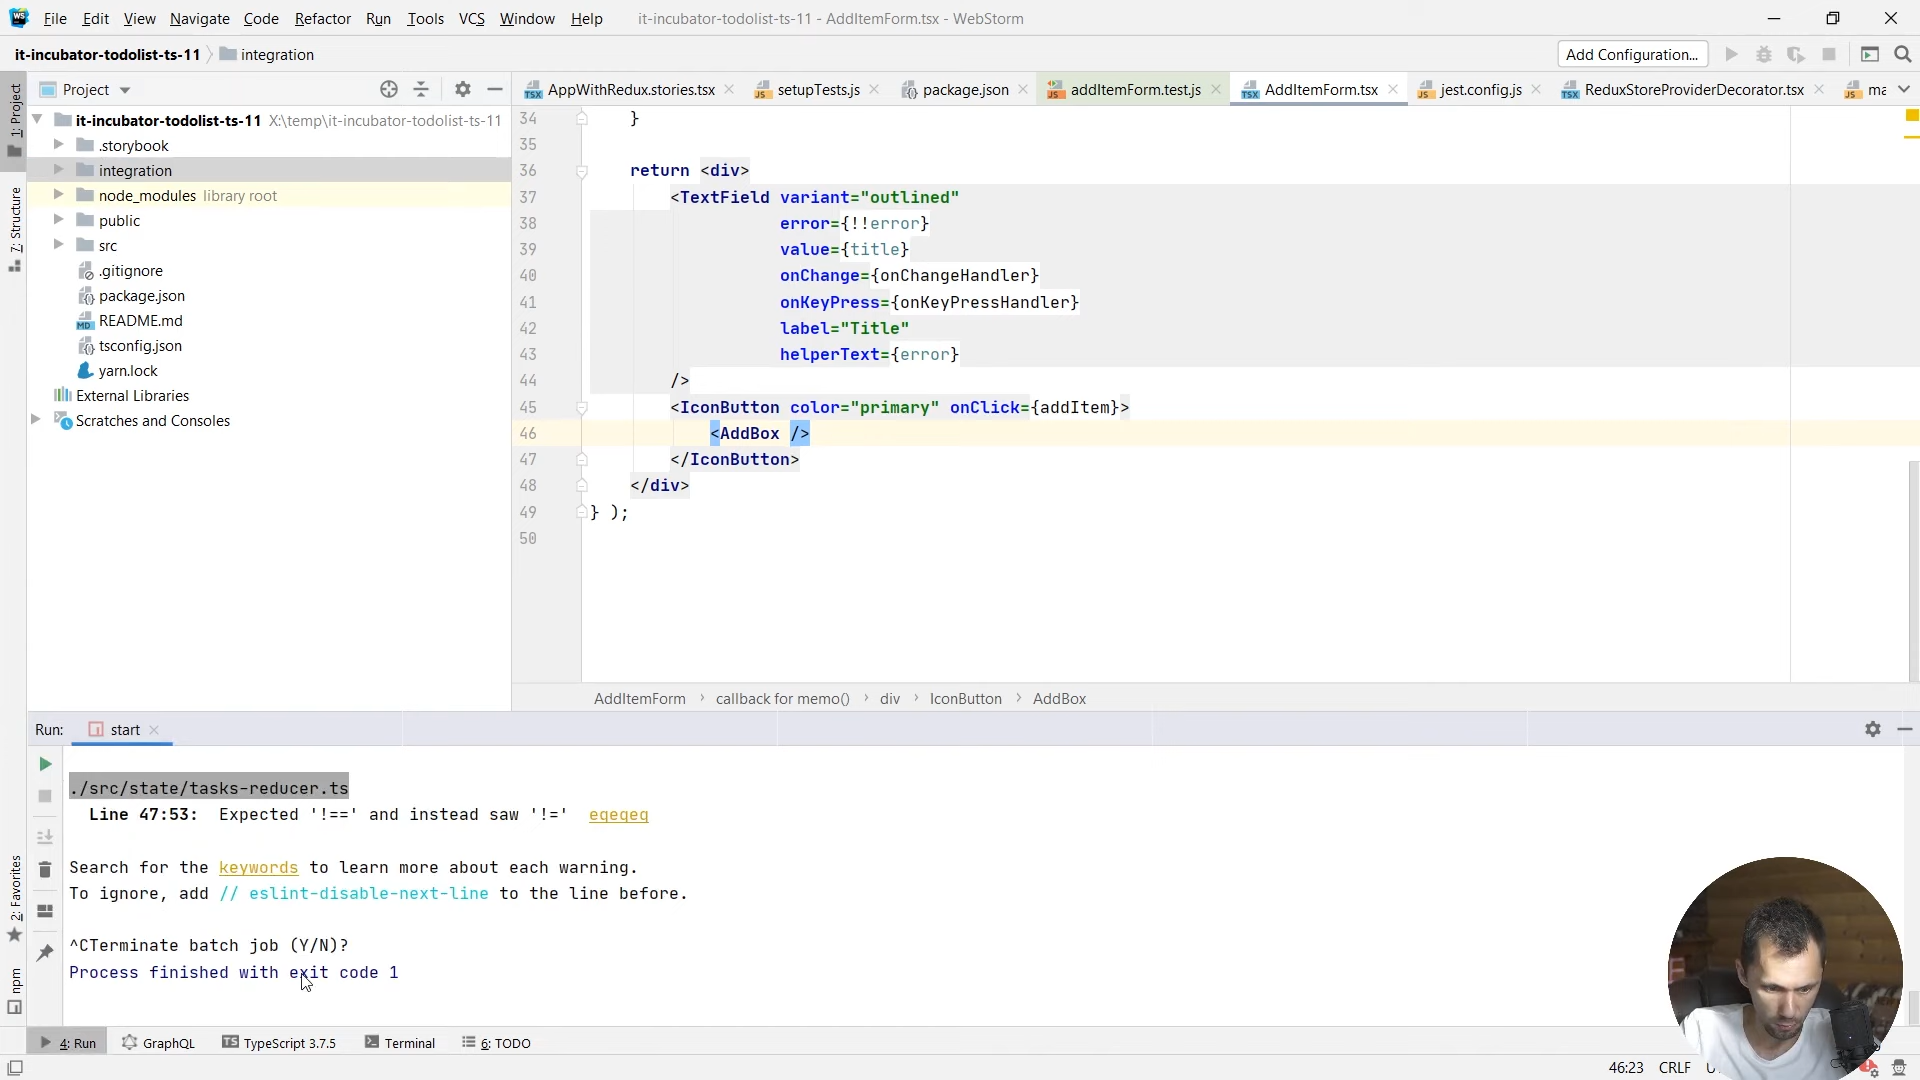 WS File Edit View Navigate Code Refactor Run Tools VCS Window Help it-incubator-todolist-ts-11 - AddItemForm.tsx - WebStorm
it-incubator-todolist-ts-11 integration Add Configuration...
1: Project
7: Structure
2: Favorites
npm
Project
it-incubator-todolist-ts-11 X:\temp\it-incubator-todolist-ts-11
.storybook
integration
node_modules library root
public
src
.gitignore
package.json
README.md
tsconfig.json
yarn.lock
External Libraries
Scratches and Consoles
AppWithRedux.stories.tsx setupTests.js package.json addItemForm.test.js AddItemForm.tsx jest.config.js ReduxStoreProviderDecorator.tsx ma
34 }
35
36 return <div>
37 <TextField variant="outlined"
38 error={!!error}
39 value={title}
40 onChange={onChangeHandler}
41 onKeyPress={onKeyPressHandler}
42 label="Title"
43 helperText={error}
44 />
45 <IconButton color="primary" onClick={addItem}>
46 <AddBox />
47 </IconButton>
48 </div>
49 } );
50
AddItemForm › callback for memo() › div › IconButton › AddBox
Run: start
./src/state/tasks-reducer.ts
Line 47:53: Expected '!==' and instead saw '!=' eqeqeq
Search for the keywords to learn more about each warning.
To ignore, add // eslint-disable-next-line to the line before.
^CTerminate batch job (Y/N)?
Process finished with exit code 1
4: Run GraphQL TypeScript 3.7.5 Terminal 6: TODO
46:23 CRLF